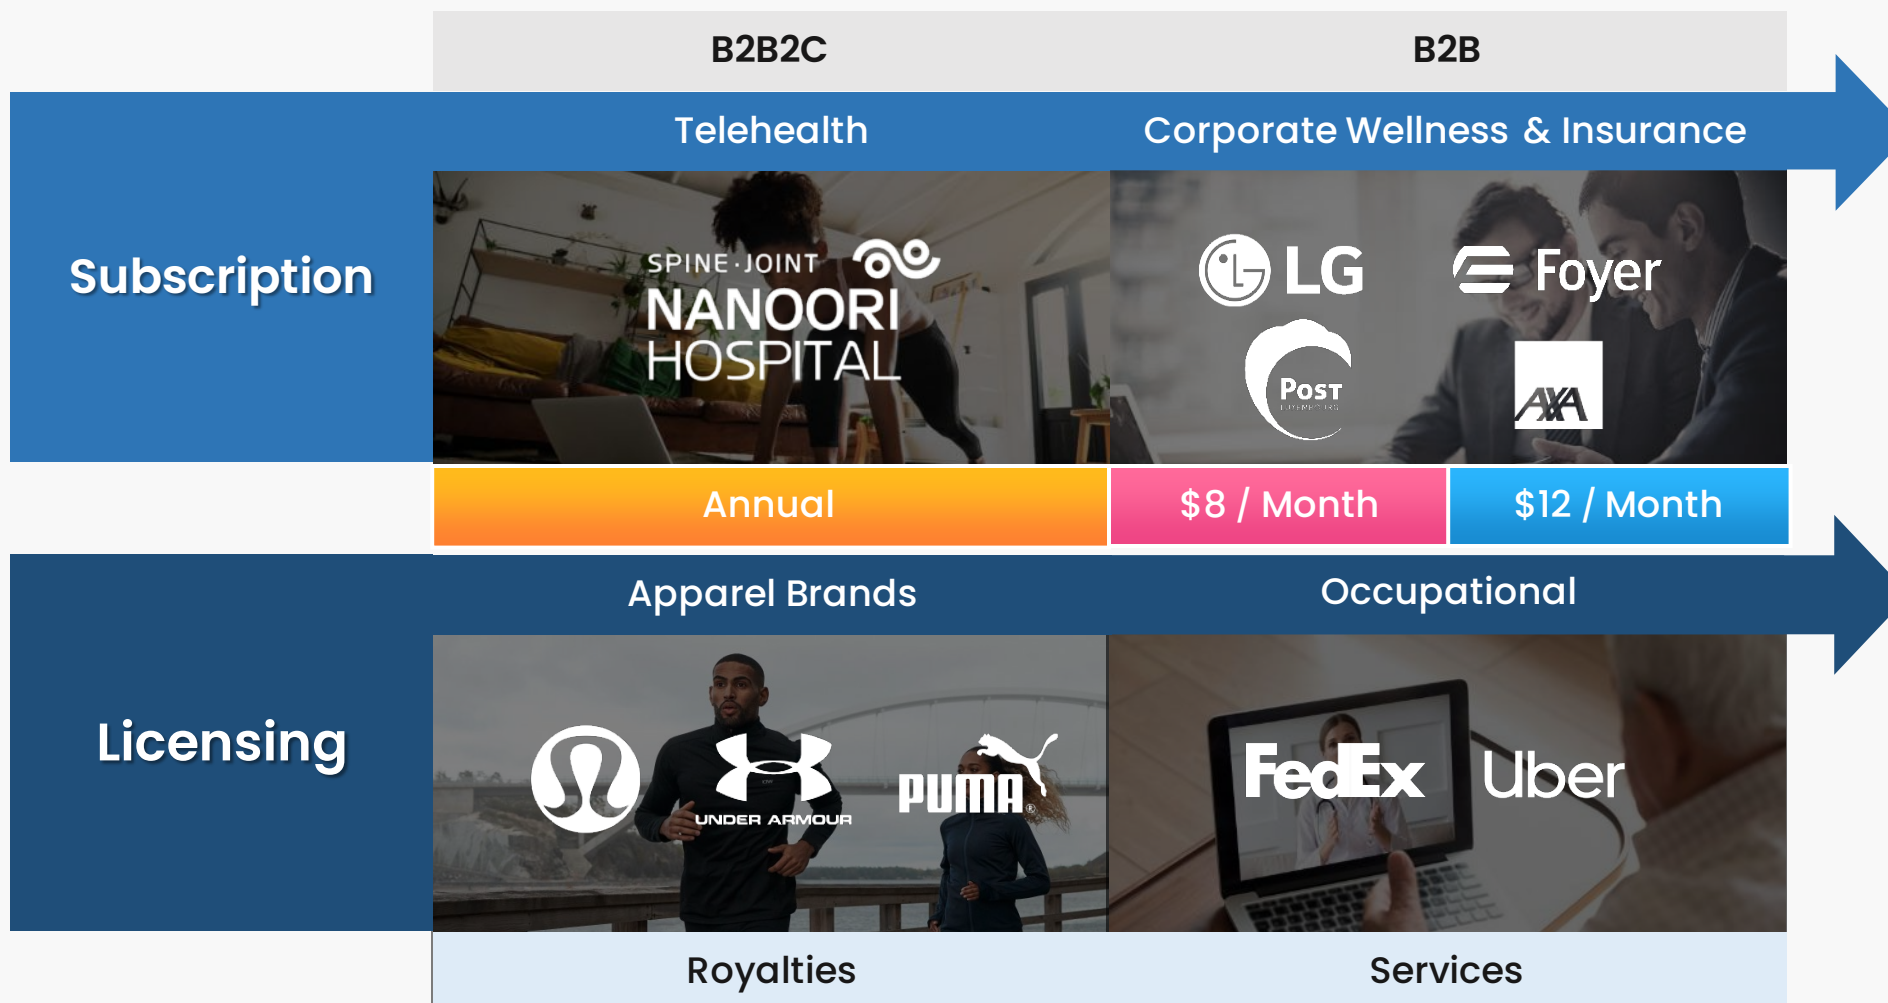 B2B2C
B2B
Telehealth
Corporate Wellness & Insurance
Subscription
SPINE·JOINT
NANOORI
HOSPITAL
LG
Foyer
POST
LUXEMBOURG
AXA
Annual
$8 / Month
$12 / Month
Apparel Brands
Occupational
Licensing
UNDER ARMOUR
PUMA®
FedEx
Uber
Royalties
Services